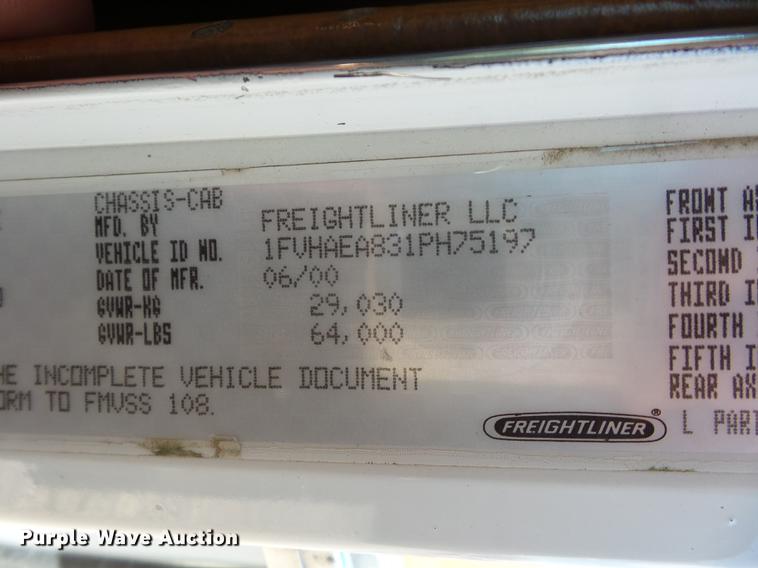 CHASSIS-CAB
MFD. BY FREIGHTLINER LLC
VEHICLE ID NO. 1FVHAEA831PH75197
DATE OF MFR. 06/00
GVWR-KG 29,030
GVWR-LBS 64,000
HE INCOMPLETE VEHICLE DOCUMENT
ORM TO FMVSS 108.
FREIGHTLINER®
FRONT AX
FIRST I
SECOND
THIRD I
FOURTH
FIFTH I
REAR AX
L PART
Purple Wave Auction